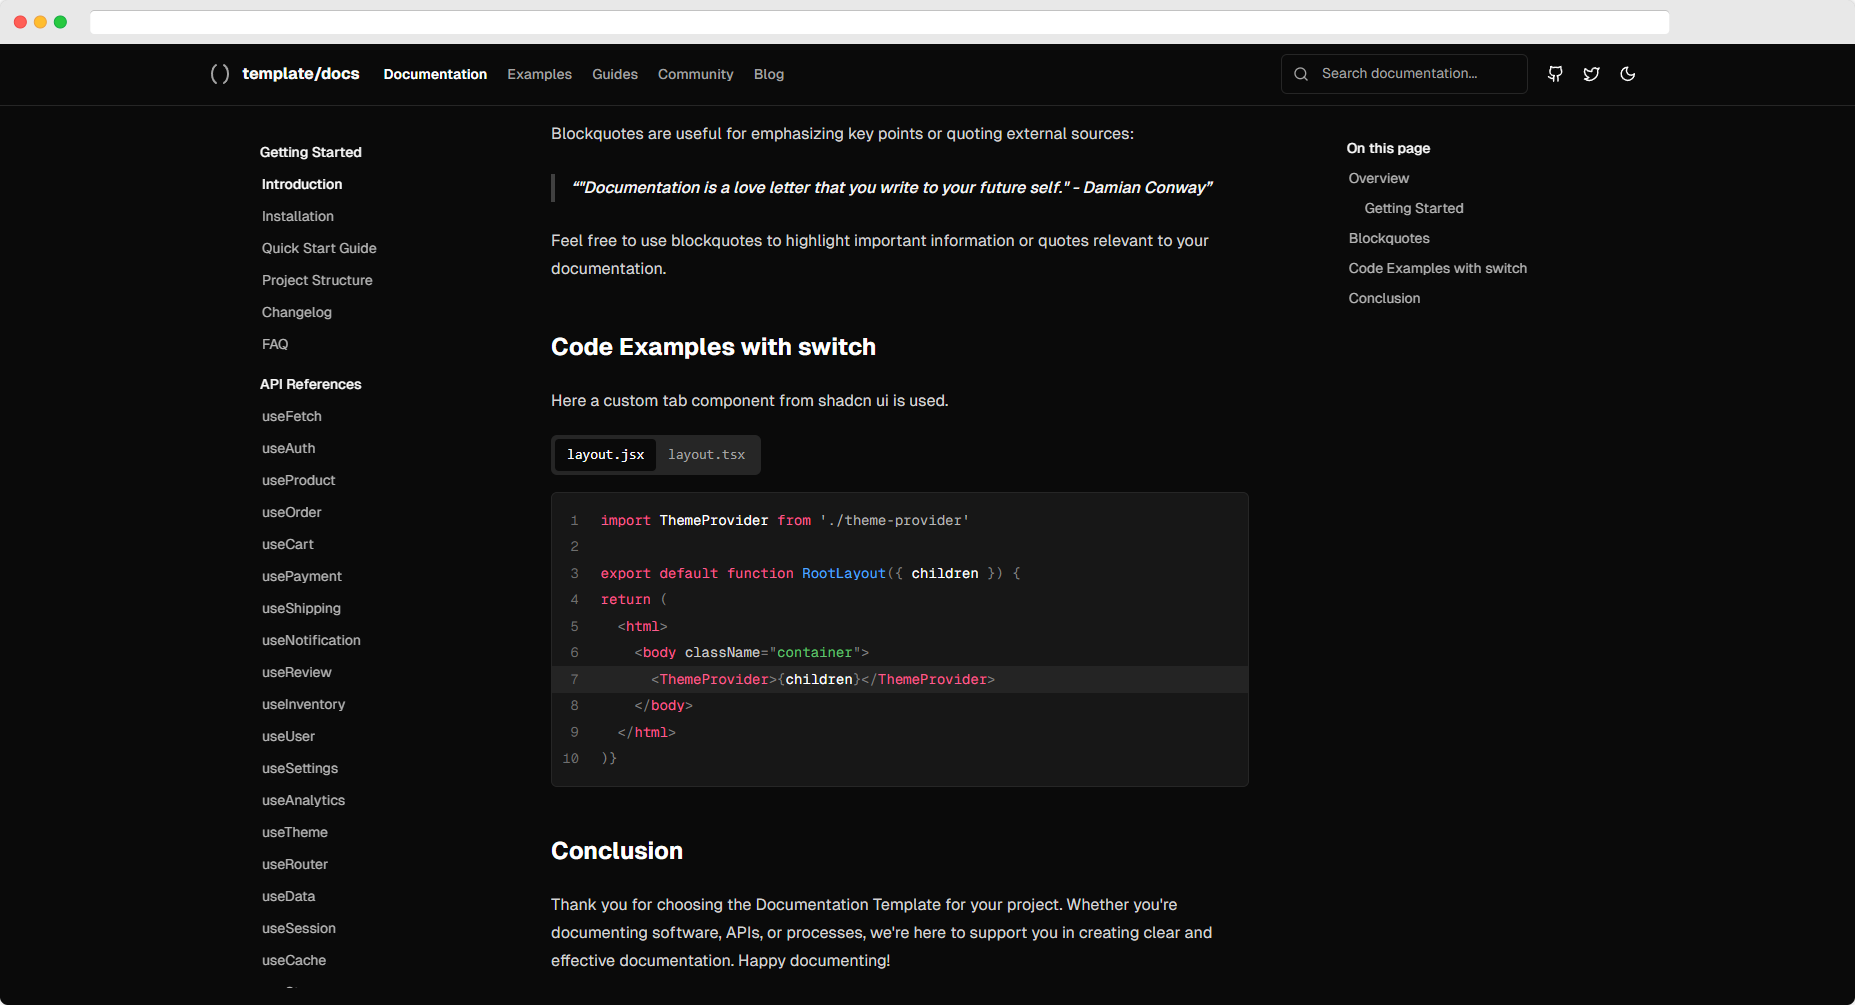 template/docs Documentation Examples Guides Community Blog Search documentation...
Getting Started
Introduction
Installation
Quick Start Guide
Project Structure
Changelog
FAQ
API References
useFetch
useAuth
useProduct
useOrder
useCart
usePayment
useShipping
useNotification
useReview
useInventory
useUser
useSettings
useAnalytics
useTheme
useRouter
useData
useSession
useCache
Blockquotes are useful for emphasizing key points or quoting external sources:
“"Documentation is a love letter that you write to your future self." - Damian Conway”
Feel free to use blockquotes to highlight important information or quotes relevant to your
documentation.
Code Examples with switch
Here a custom tab component from shadcn ui is used.
layout.jsx layout.tsx
1 import ThemeProvider from './theme-provider'
2
3 export default function RootLayout({ children }) {
4 return (
5   <html>
6     <body className="container">
7       <ThemeProvider>{children}</ThemeProvider>
8     </body>
9   </html>
10 )}
Conclusion
Thank you for choosing the Documentation Template for your project. Whether you're
documenting software, APIs, or processes, we're here to support you in creating clear and
effective documentation. Happy documenting!
On this page
Overview
Getting Started
Blockquotes
Code Examples with switch
Conclusion